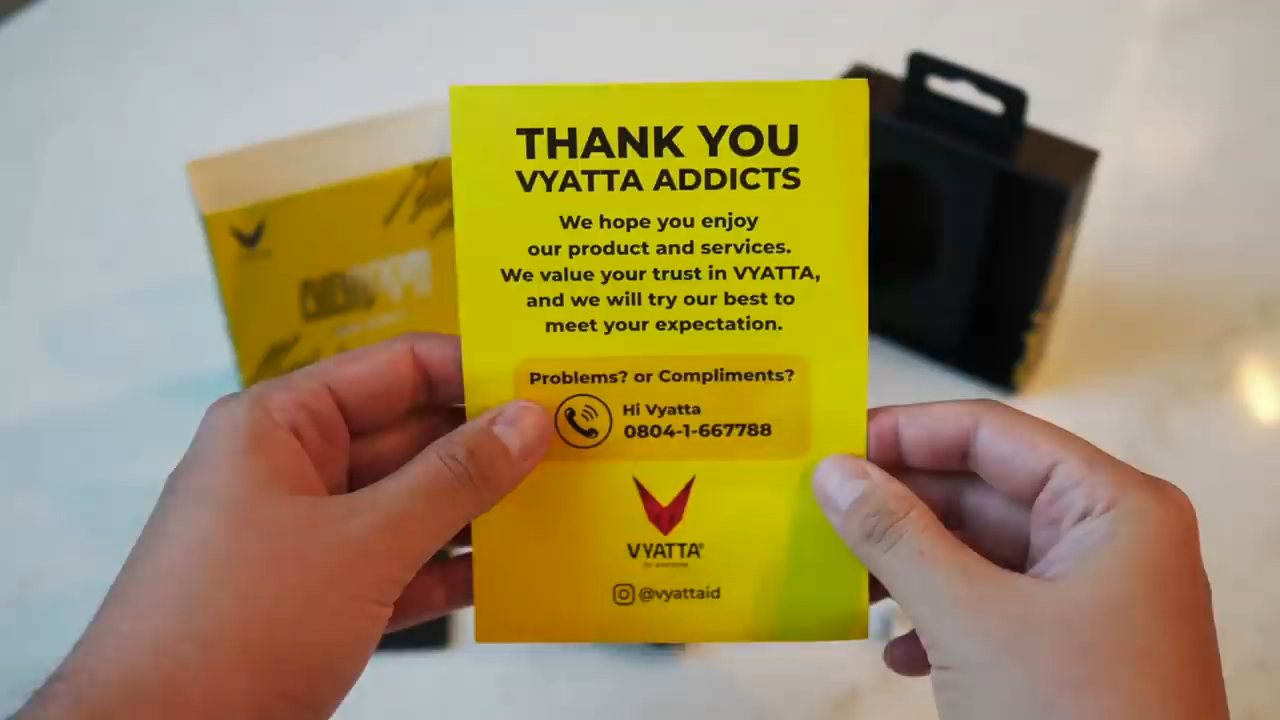 THANK YOU
VYATTA ADDICTS
We hope you enjoy
our product and services.
We value your trust in VYATTA,
and we will try our best to
meet your expectation.
Problems? or Compliments?
Hi Vyatta
0804-1-667788
VYATTA®
for everyone
@vyattaid